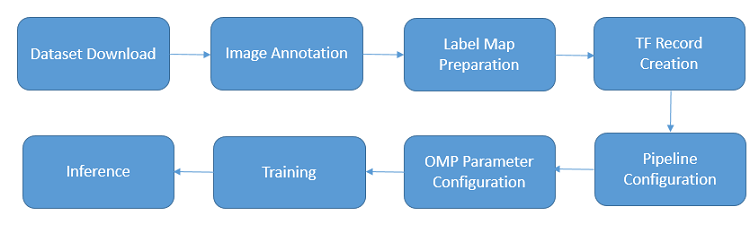 Dataset Download
Image Annotation
Label Map
Preparation
TF Record
Creation
Pipeline
Configuration
OMP Parameter
Configuration
Training
Inference